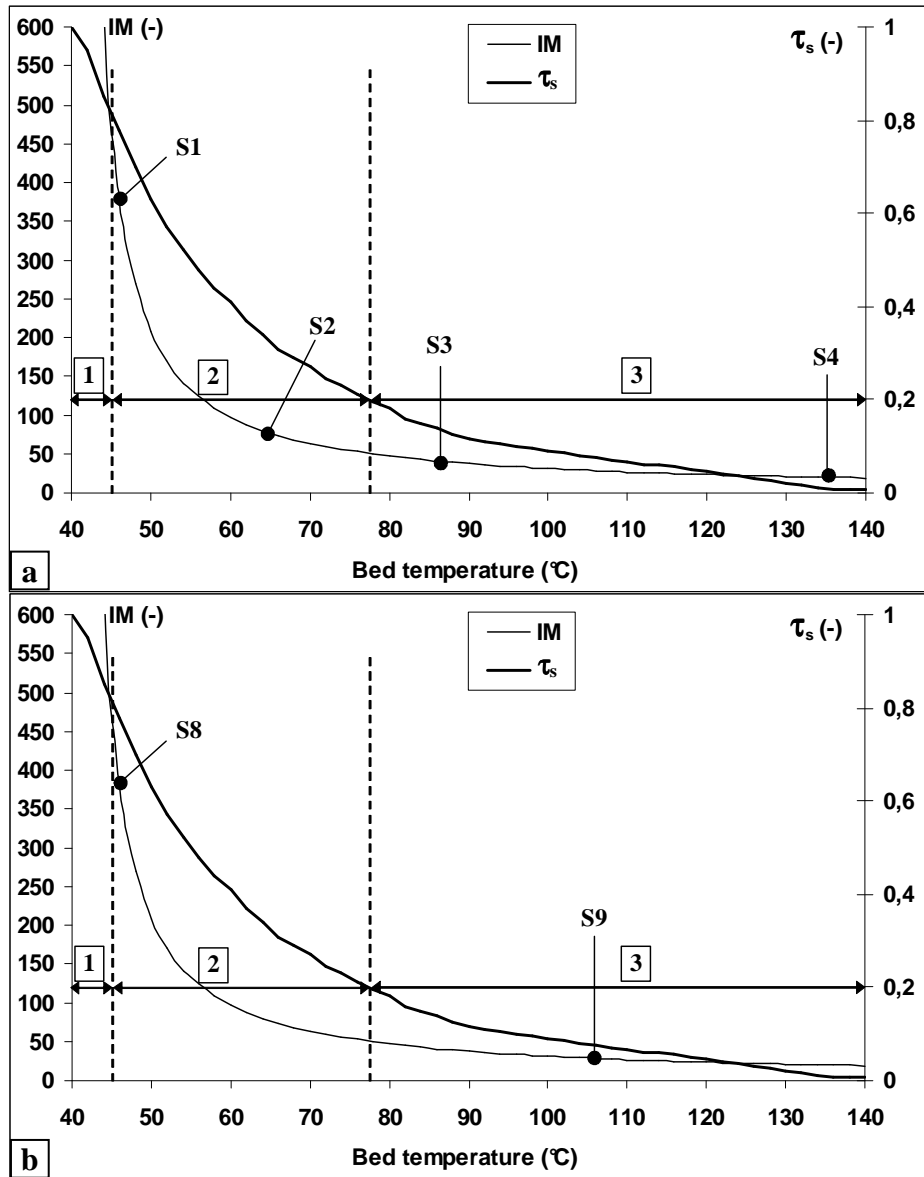 IM (-)
τs (-)
600
550
500
450
400
350
300
250
200
150
100
50
0
1
0,8
0,6
0,4
0,2
0
IM
τs
S1
S2
S3
S4
1
2
3
40 50 60 70 80 90 100 110 120 130 140
Bed temperature (°C)
a
IM (-)
τs (-)
600
550
500
450
400
350
300
250
200
150
100
50
0
1
0,8
0,6
0,4
0,2
0
IM
τs
S8
S9
1
2
3
40 50 60 70 80 90 100 110 120 130 140
Bed temperature (°C)
b